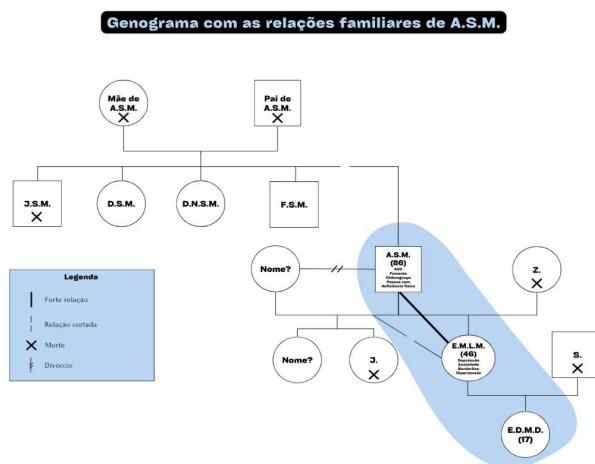 Genograma com as relações familiares de A.S.M.
Mãe de
A.S.M.
Pai de
A.S.M.
J.S.M.
D.S.M.
D.N.S.M.
F.S.M.
Legenda
Forte relação
Relação cortada
Morte
Divórcio
Nome?
A.S.M.
(86)
AVC
Fumante
Chikungunya
Pessoa com
deficiência física
Z.
Nome?
J.
E.M.L.M.
(46)
Depressão
Ansiedade
Borderline
Hipertensão
S.
E.D.M.D.
(17)